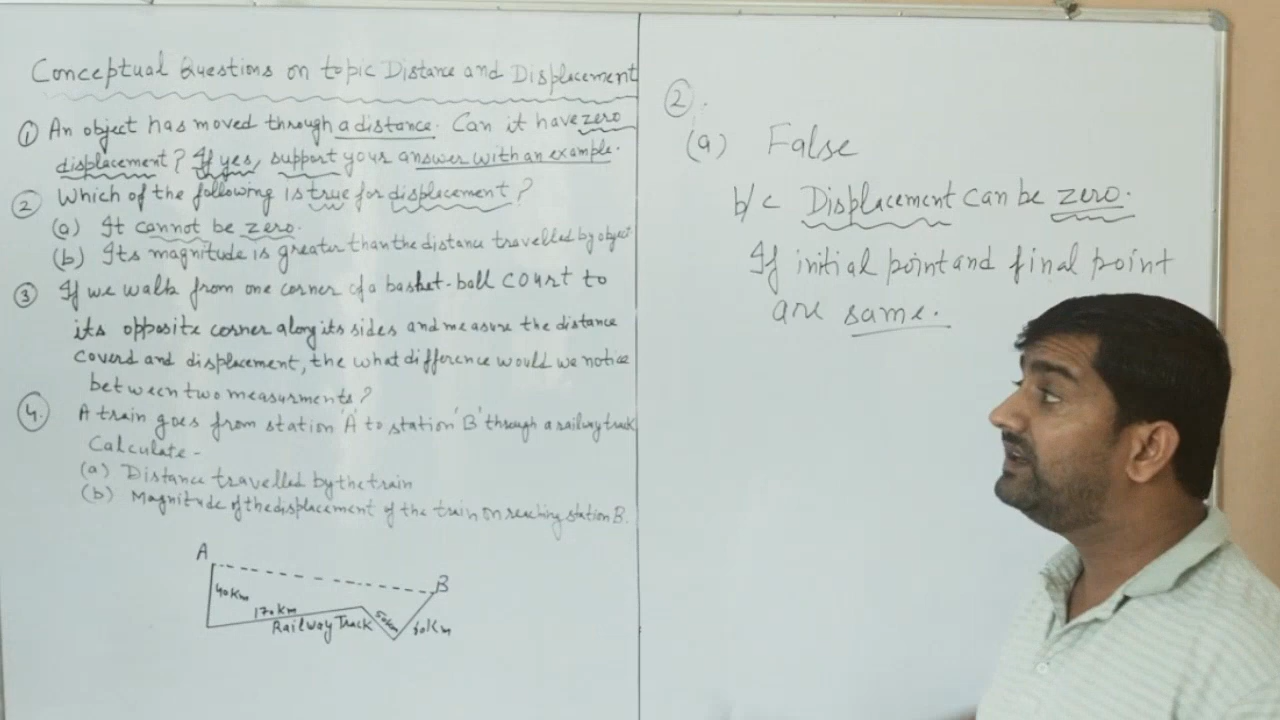 Conceptual Questions on topic Distance and Displacement
① An object has moved through a distance. Can it have zero
displacement? If yes, support your answer with an example.
② Which of the following is true for displacement?
(a) It cannot be zero.
(b) Its magnitude is greater than the distance travelled by object.
③ If we walk from one corner of a basket-ball court to
its opposite corner along its sides and measure the distance
coverd and displacement, the what difference would we notice
between two measurments?
④. A train goes from station 'A' to station 'B' through a railway track
Calculate -
(a) Distance travelled by the train
(b) Magnitude of the displacement of the train on reaching station B.
A
B
40Km
170km
50km
60Km
Railway Track
②.
(a) False
b/c Displacement can be zero.
If initial point and final point
are same.